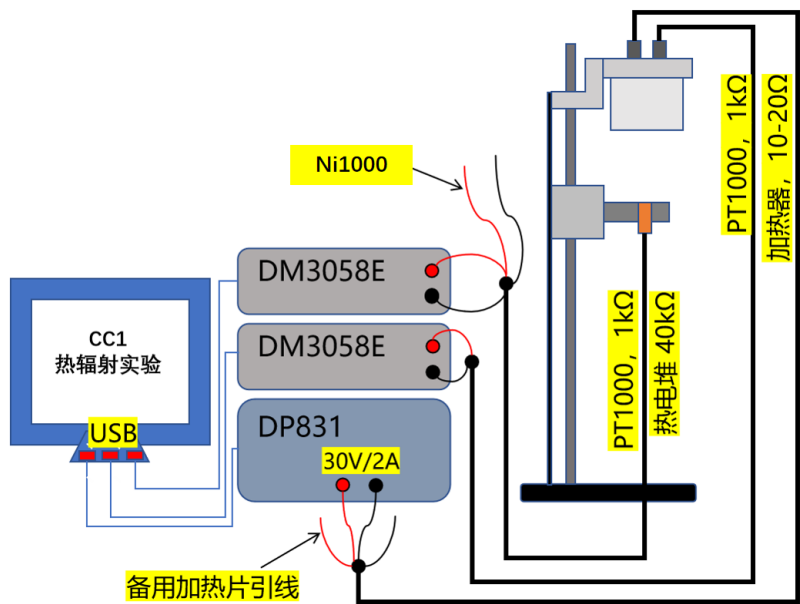 Ni1000
DM3058E
CC1
热辐射实验
USB
DM3058E
DP831
30V/2A
备用加热片引线
PT1000，1kΩ
热电堆 40kΩ
PT1000，1kΩ
加热器，10-20Ω